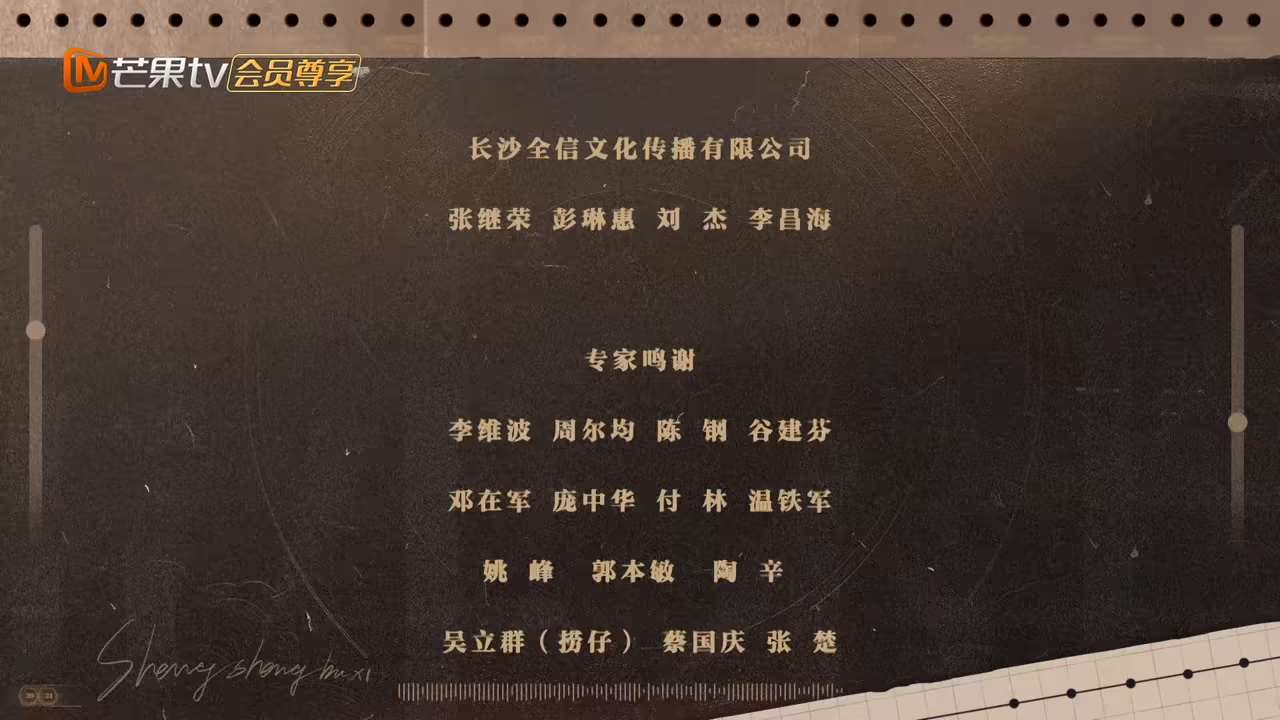 芒果tv会员尊享
长沙全信文化传播有限公司
张继荣 彭琳惠 刘 杰 李昌海
专家鸣谢
李维波 周尔均 陈 钢 谷建芬
邓在军 庞中华 付 林 温铁军
姚 峰 郭本敏 陶 辛
吴立群（捞仔） 蔡国庆 张 楚
Sheng sheng bu xi